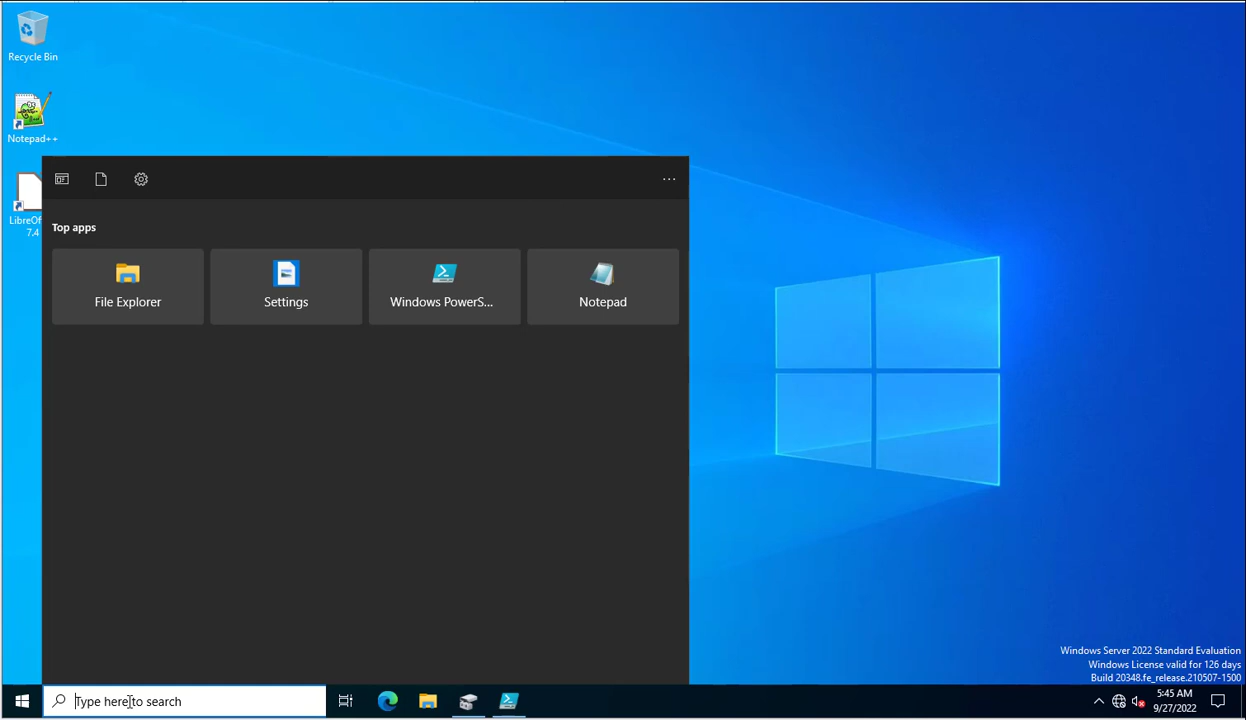 Recycle Bin
Notepad++
LibreOf
7.4
Top apps
File Explorer
Settings
Windows PowerS...
Notepad
Windows Server 2022 Standard Evaluation
Windows License valid for 126 days
Build 20348.fe_release.210507-1500
Type here to search
5:45 AM
9/27/2022